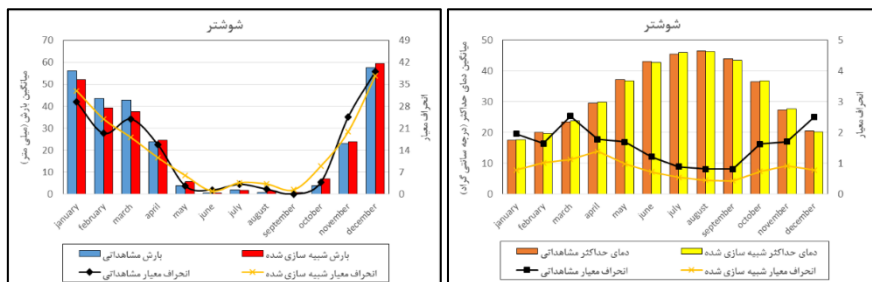 شوشتر
میانگین بارش (میلی متر)
70
60
50
40
30
20
10
0
49
42
35
28
21
14
7
0
انحراف معیار
january
february
march
april
may
june
july
august
september
october
november
december
بارش مشاهداتی
بارش شبیه سازی شده
انحراف معیار مشاهداتی
انحراف معیار شبیه سازی شده
شوشتر
میانگین دمای حداکثر (درجه سانتی گراد)
50
40
30
20
10
0
5
4
3
2
1
0
انحراف معیار
january
february
march
april
may
june
july
august
september
october
november
december
دمای حداکثر مشاهداتی
دمای حداکثر شبیه سازی شده
انحراف معیار مشاهداتی
انحراف معیار شبیه سازی شده